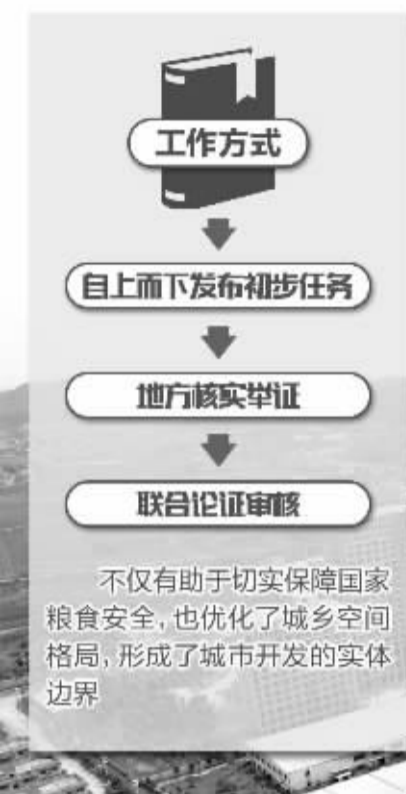 工作方式
自上而下发布初步任务
地方核实举证
联合论证审核
不仅有助于切实保障国家
粮食安全，也优化了城乡空间
格局，形成了城市开发的实体
边界